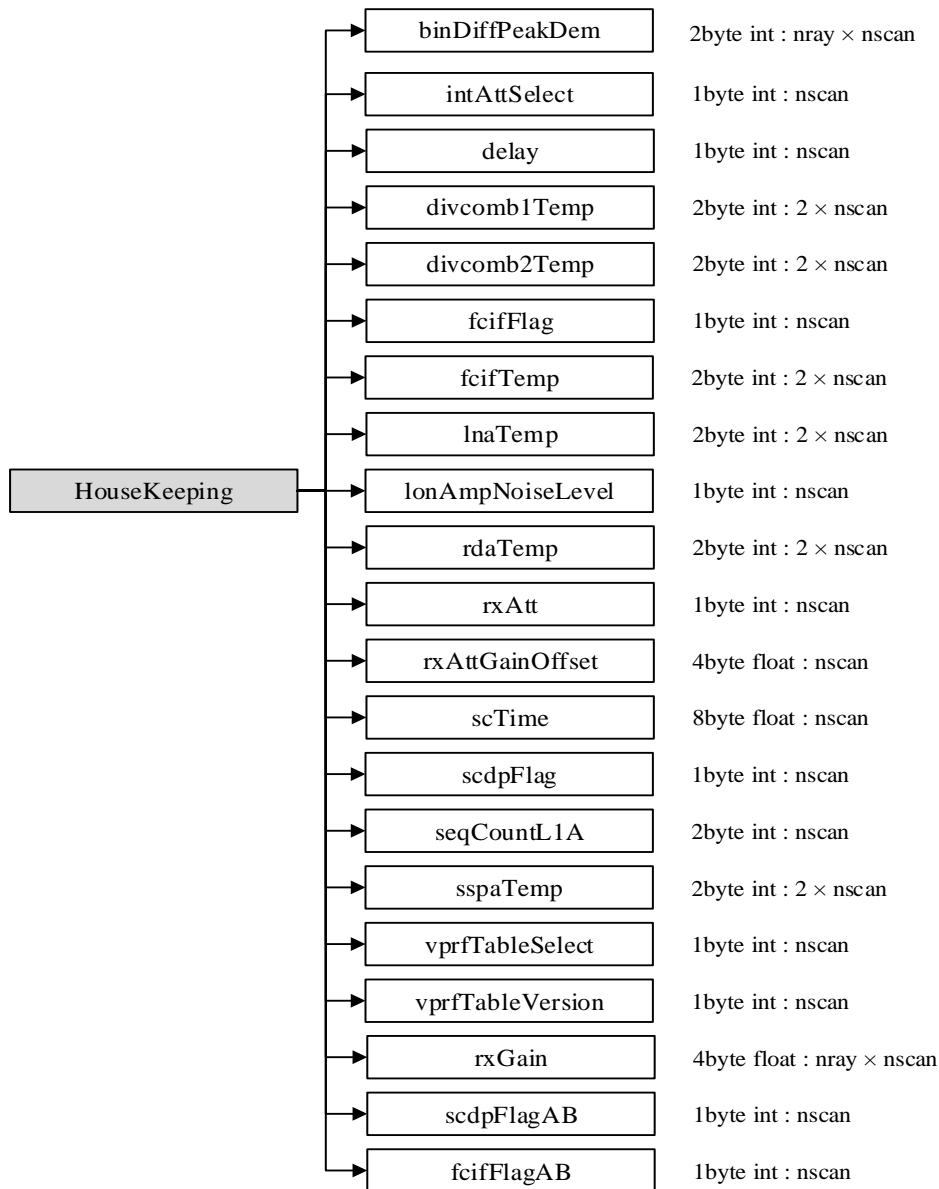 binDiffPeakDem 2byte int : nray × nscan
intAttSelect 1byte int : nscan
delay 1byte int : nscan
divcomb1Temp 2byte int : 2 × nscan
divcomb2Temp 2byte int : 2 × nscan
fcifFlag 1byte int : nscan
fcifTemp 2byte int : 2 × nscan
lnaTemp 2byte int : 2 × nscan
HouseKeeping lonAmpNoiseLevel 1byte int : nscan
rdaTemp 2byte int : 2 × nscan
rxAtt 1byte int : nscan
rxAttGainOffset 4byte float : nscan
scTime 8byte float : nscan
scdpFlag 1byte int : nscan
seqCountL1A 2byte int : nscan
sspaTemp 2byte int : 2 × nscan
vprfTableSelect 1byte int : nscan
vprfTableVersion 1byte int : nscan
rxGain 4byte float : nray × nscan
scdpFlagAB 1byte int : nscan
fcifFlagAB 1byte int : nscan